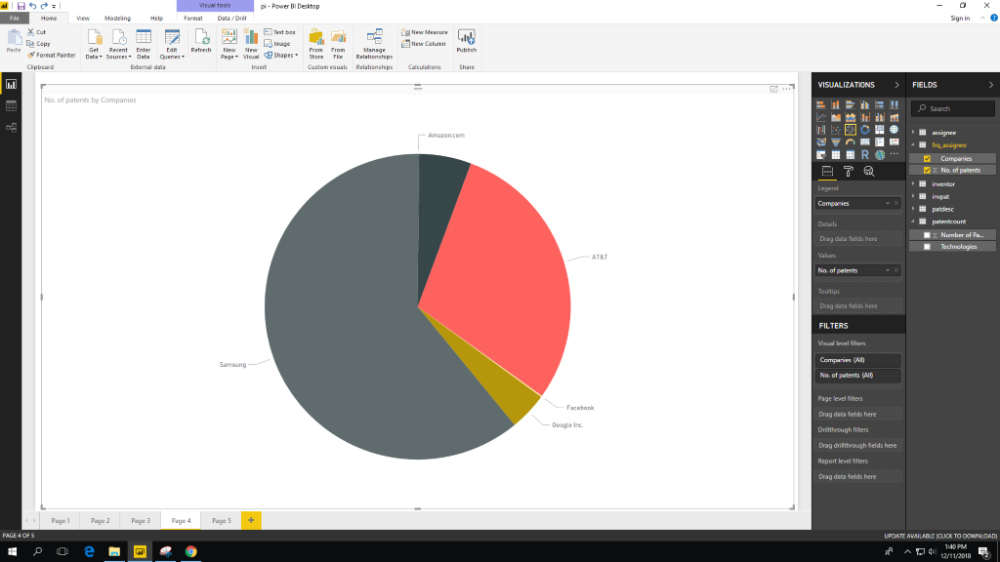 Visual tools
pi - Power BI Desktop
File Home View Modeling Help Format Data / Drill Sign in
Paste Cut Copy Format Painter
Get Data Recent Sources Enter Data Edit Queries Refresh
New Page New Visual Text box Image Shapes
From Store From File Manage Relationships New Measure New Column Publish
Clipboard External data Insert Custom visuals Relationships Calculations Share
No. of patents by Companies
Amazon.com
AT&T
Samsung
Facebook
Google Inc.
VISUALIZATIONS
Legend
Companies
Details
Drag data fields here
Values
No. of patents
Tooltips
Drag data fields here
FILTERS
Visual level filters
Companies (All)
No. of patents (All)
Page level filters
Drag data fields here
Drillthrough filters
Drag drillthrough fields here
Report level filters
Drag data fields here
FIELDS
Search
assignee
frq_assignee
Companies
No. of patents
inventor
invpat
patdesc
patentcount
Number of Pa...
Technologies
Page 1 Page 2 Page 3 Page 4 Page 5 +
PAGE 4 OF 5
UPDATE AVAILABLE (CLICK TO DOWNLOAD)
1:40 PM
12/11/2018
2